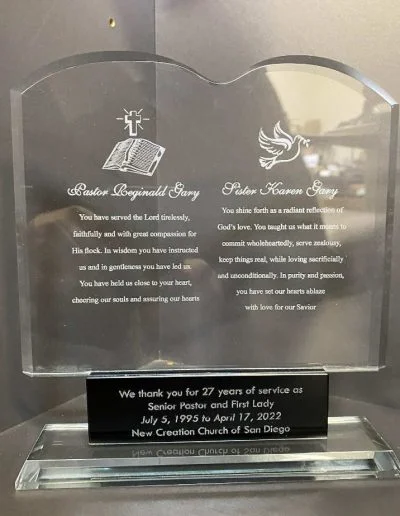 Pastor Reginald Gary
You have served the Lord tirelessly,
faithfully and with great compassion for
His flock. In wisdom you have instructed
us and in gentleness you have led us.
You have held us close to your heart,
cheering our souls and assuring our hearts
Sister Karen Gary
You shine forth as a radiant reflection of
God's love. You taught us what it means to
commit wholeheartedly, serve zealously,
keep things real, while loving sacrificially
and unconditionally. In purity and passion,
you have set our hearts ablaze
with love for our Savior
We thank you for 27 years of service as
Senior Pastor and First Lady
July 5, 1995 to April 17, 2022
New Creation Church of San Diego